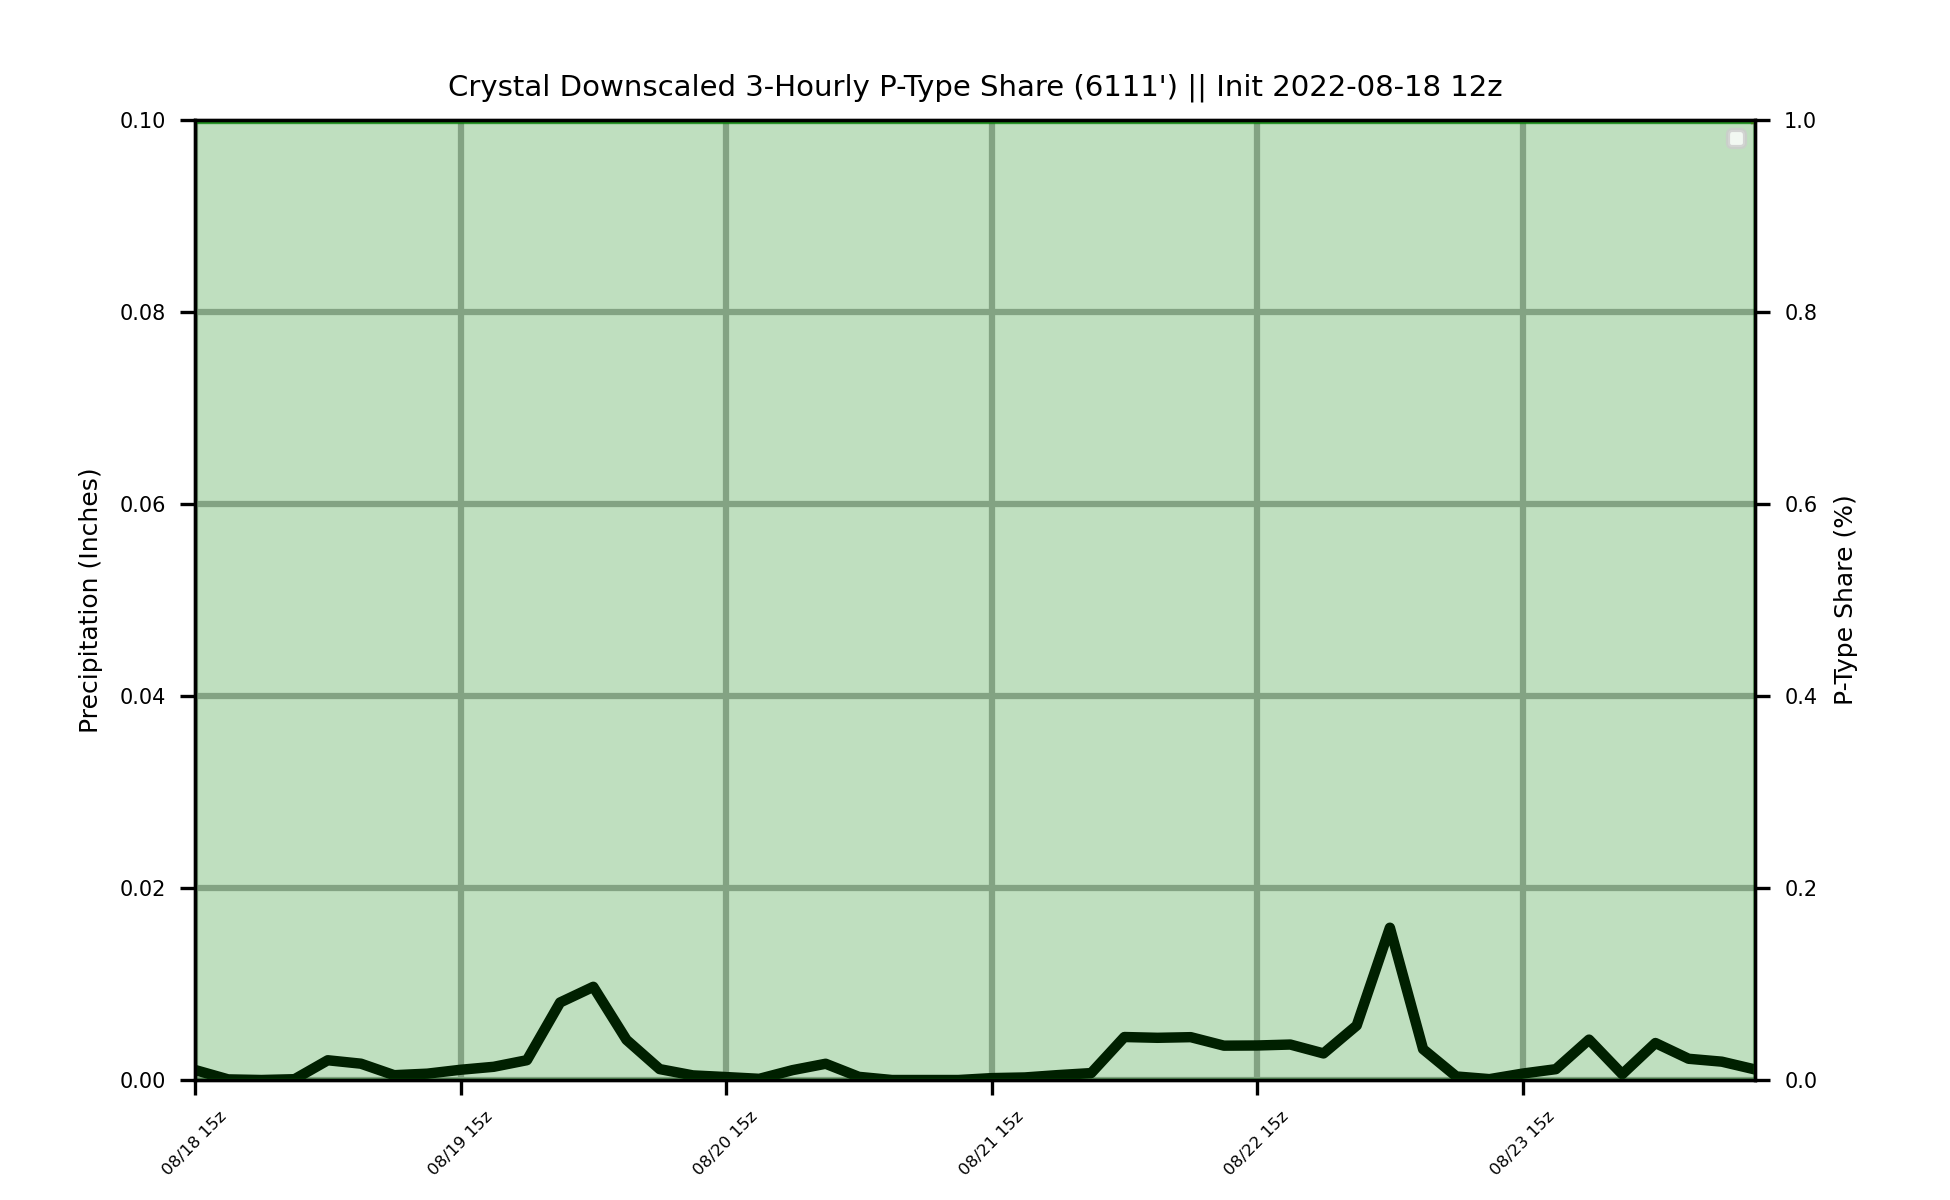 Crystal Downscaled 3-Hourly P-Type Share (6111') || Init 2022-08-18 12z
0.10
0.08
0.06
0.04
0.02
0.00
Precipitation (Inches)
1.0
0.8
0.6
0.4
0.2
0.0
P-Type Share (%)
08/18 15z
08/19 15z
08/20 15z
08/21 15z
08/22 15z
08/23 15z